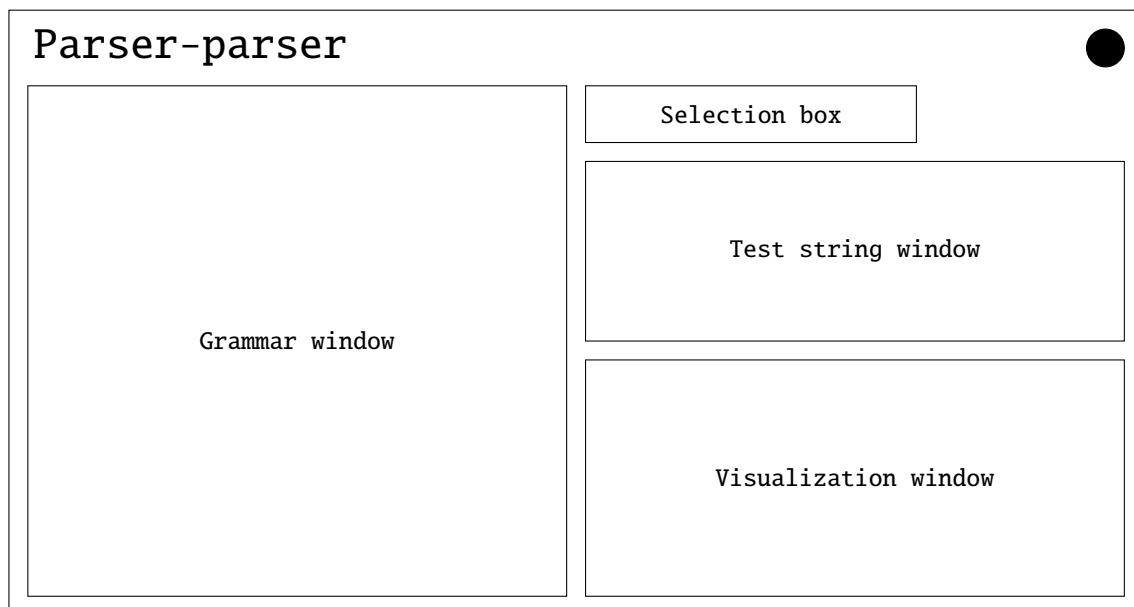 Parser-parser
Selection box
Test string window
Grammar window
Visualization window